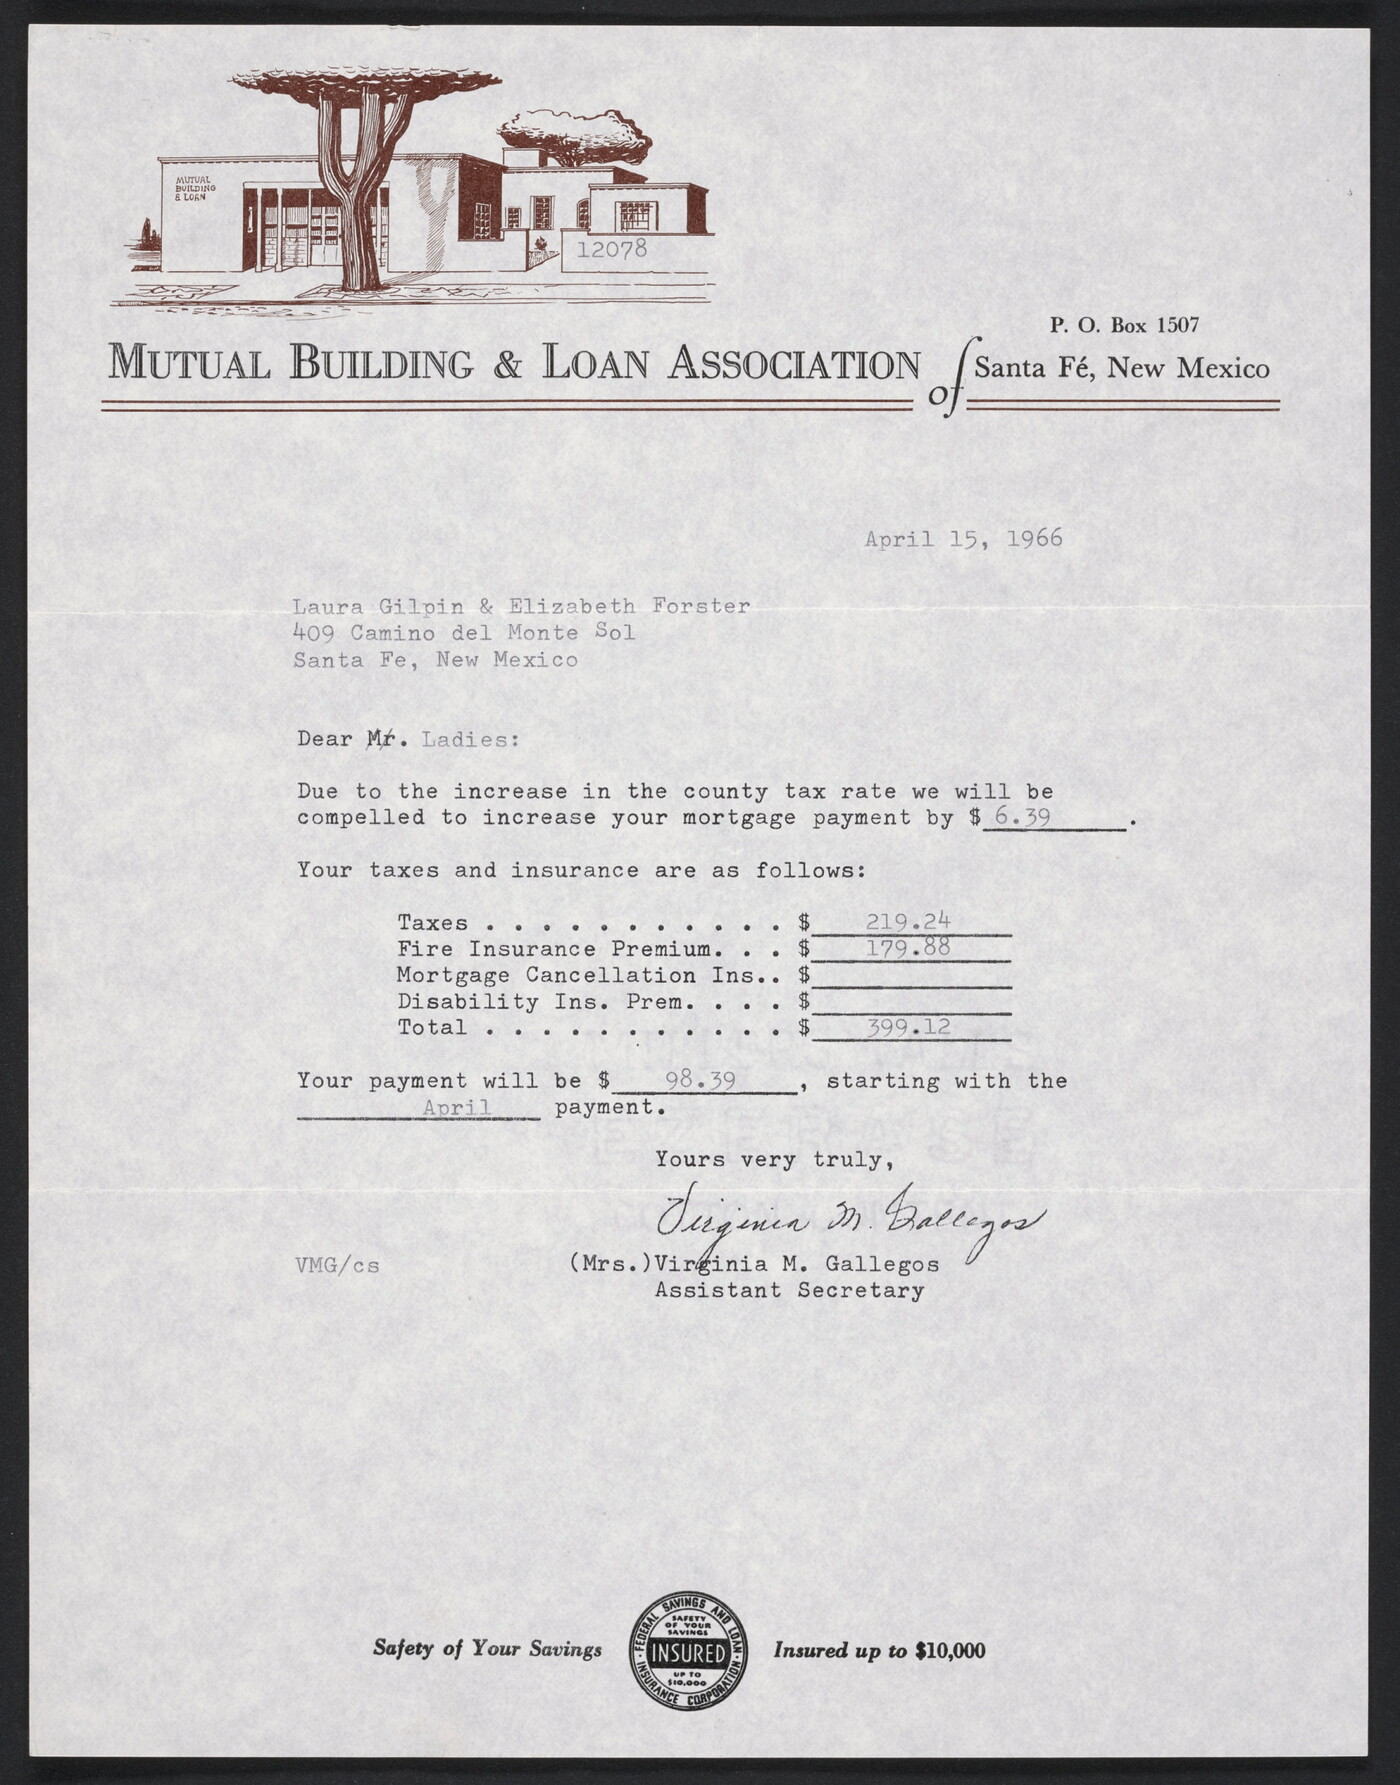 MUTUAL
BUILDING
& LOAN
12078
P. O. Box 1507
MUTUAL BUILDING & LOAN ASSOCIATION of Santa Fé, New Mexico
April 15, 1966
Laura Gilpin & Elizabeth Forster
409 Camino del Monte Sol
Santa Fe, New Mexico
Dear Mr. Ladies:
Due to the increase in the county tax rate we will be
compelled to increase your mortgage payment by $ 6.39 .
Your taxes and insurance are as follows:
Taxes . . . . . . . . . . . $ 219.24
Fire Insurance Premium. . . $ 179.88
Mortgage Cancellation Ins.. $
Disability Ins. Prem. . . . $
Total . . . . . . . . . . . $ 399.12
Your payment will be $ 98.39 , starting with the
April payment.
Yours very truly,
Virginia M. Gallegos
VMG/cs (Mrs.)Virginia M. Gallegos
Assistant Secretary
Safety of Your Savings
FEDERAL SAVINGS AND LOAN INSURANCE CORPORATION
SAFETY
OF YOUR
SAVINGS
INSURED
UP TO
$10,000
Insured up to $10,000